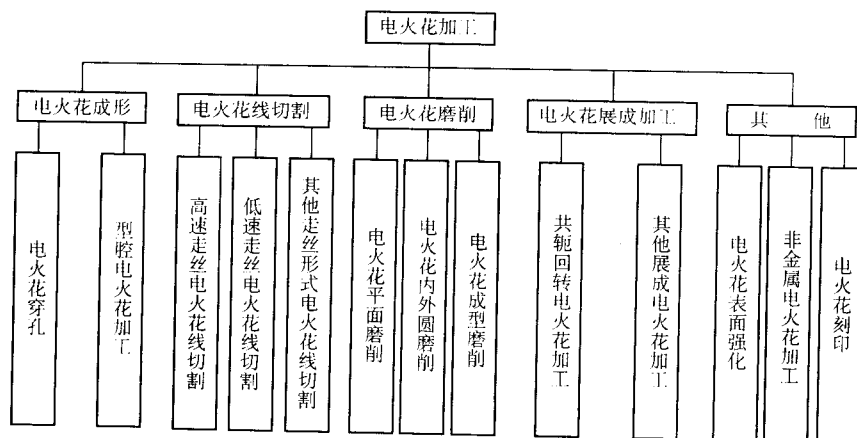 电火花加工
电火花成形
电火花线切割
电火花磨削
电火花展成加工
其 他
电火花穿孔
型腔电火花加工
高速走丝电火花线切割
低速走丝电火花线切割
其他走丝形式电火花线切割
电火花平面磨削
电火花内外圆磨削
电火花成型磨削
共轭回转电火花加工
其他展成电火花加工
电火花表面强化
非金属电火花加工
电火花刻印